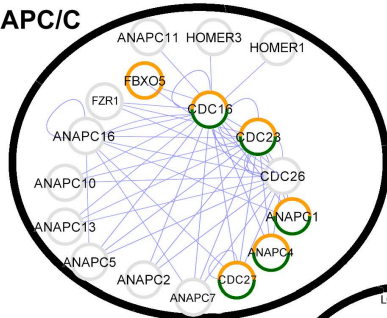 APC/C
ANAPC11
HOMER3
HOMER1
FBXO5
FZR1
CDC16
ANAPC16
CDC23
CDC26
ANAPC10
ANAPC1
ANAPC13
ANAPC4
ANAPC5
ANAPC2
CDC27
ANAPC7